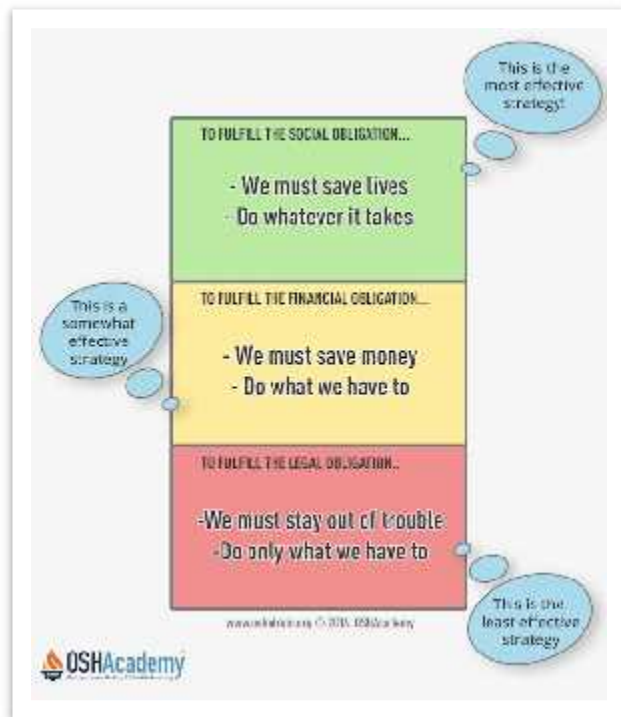 This is the
most effective
strategy!
TO FULFILL THE SOCIAL OBLIGATION...
- We must save lives
- Do whatever it takes
TO FULFILL THE FINANCIAL OBLIGATION...
This is a
somewhat
effective
strategy
- We must save money
- Do what we have to
TO FULFILL THE LEGAL OBLIGATION...
-We must stay out of trouble
-Do only what we have to
This is the
least effective
strategy
OSHAcademy